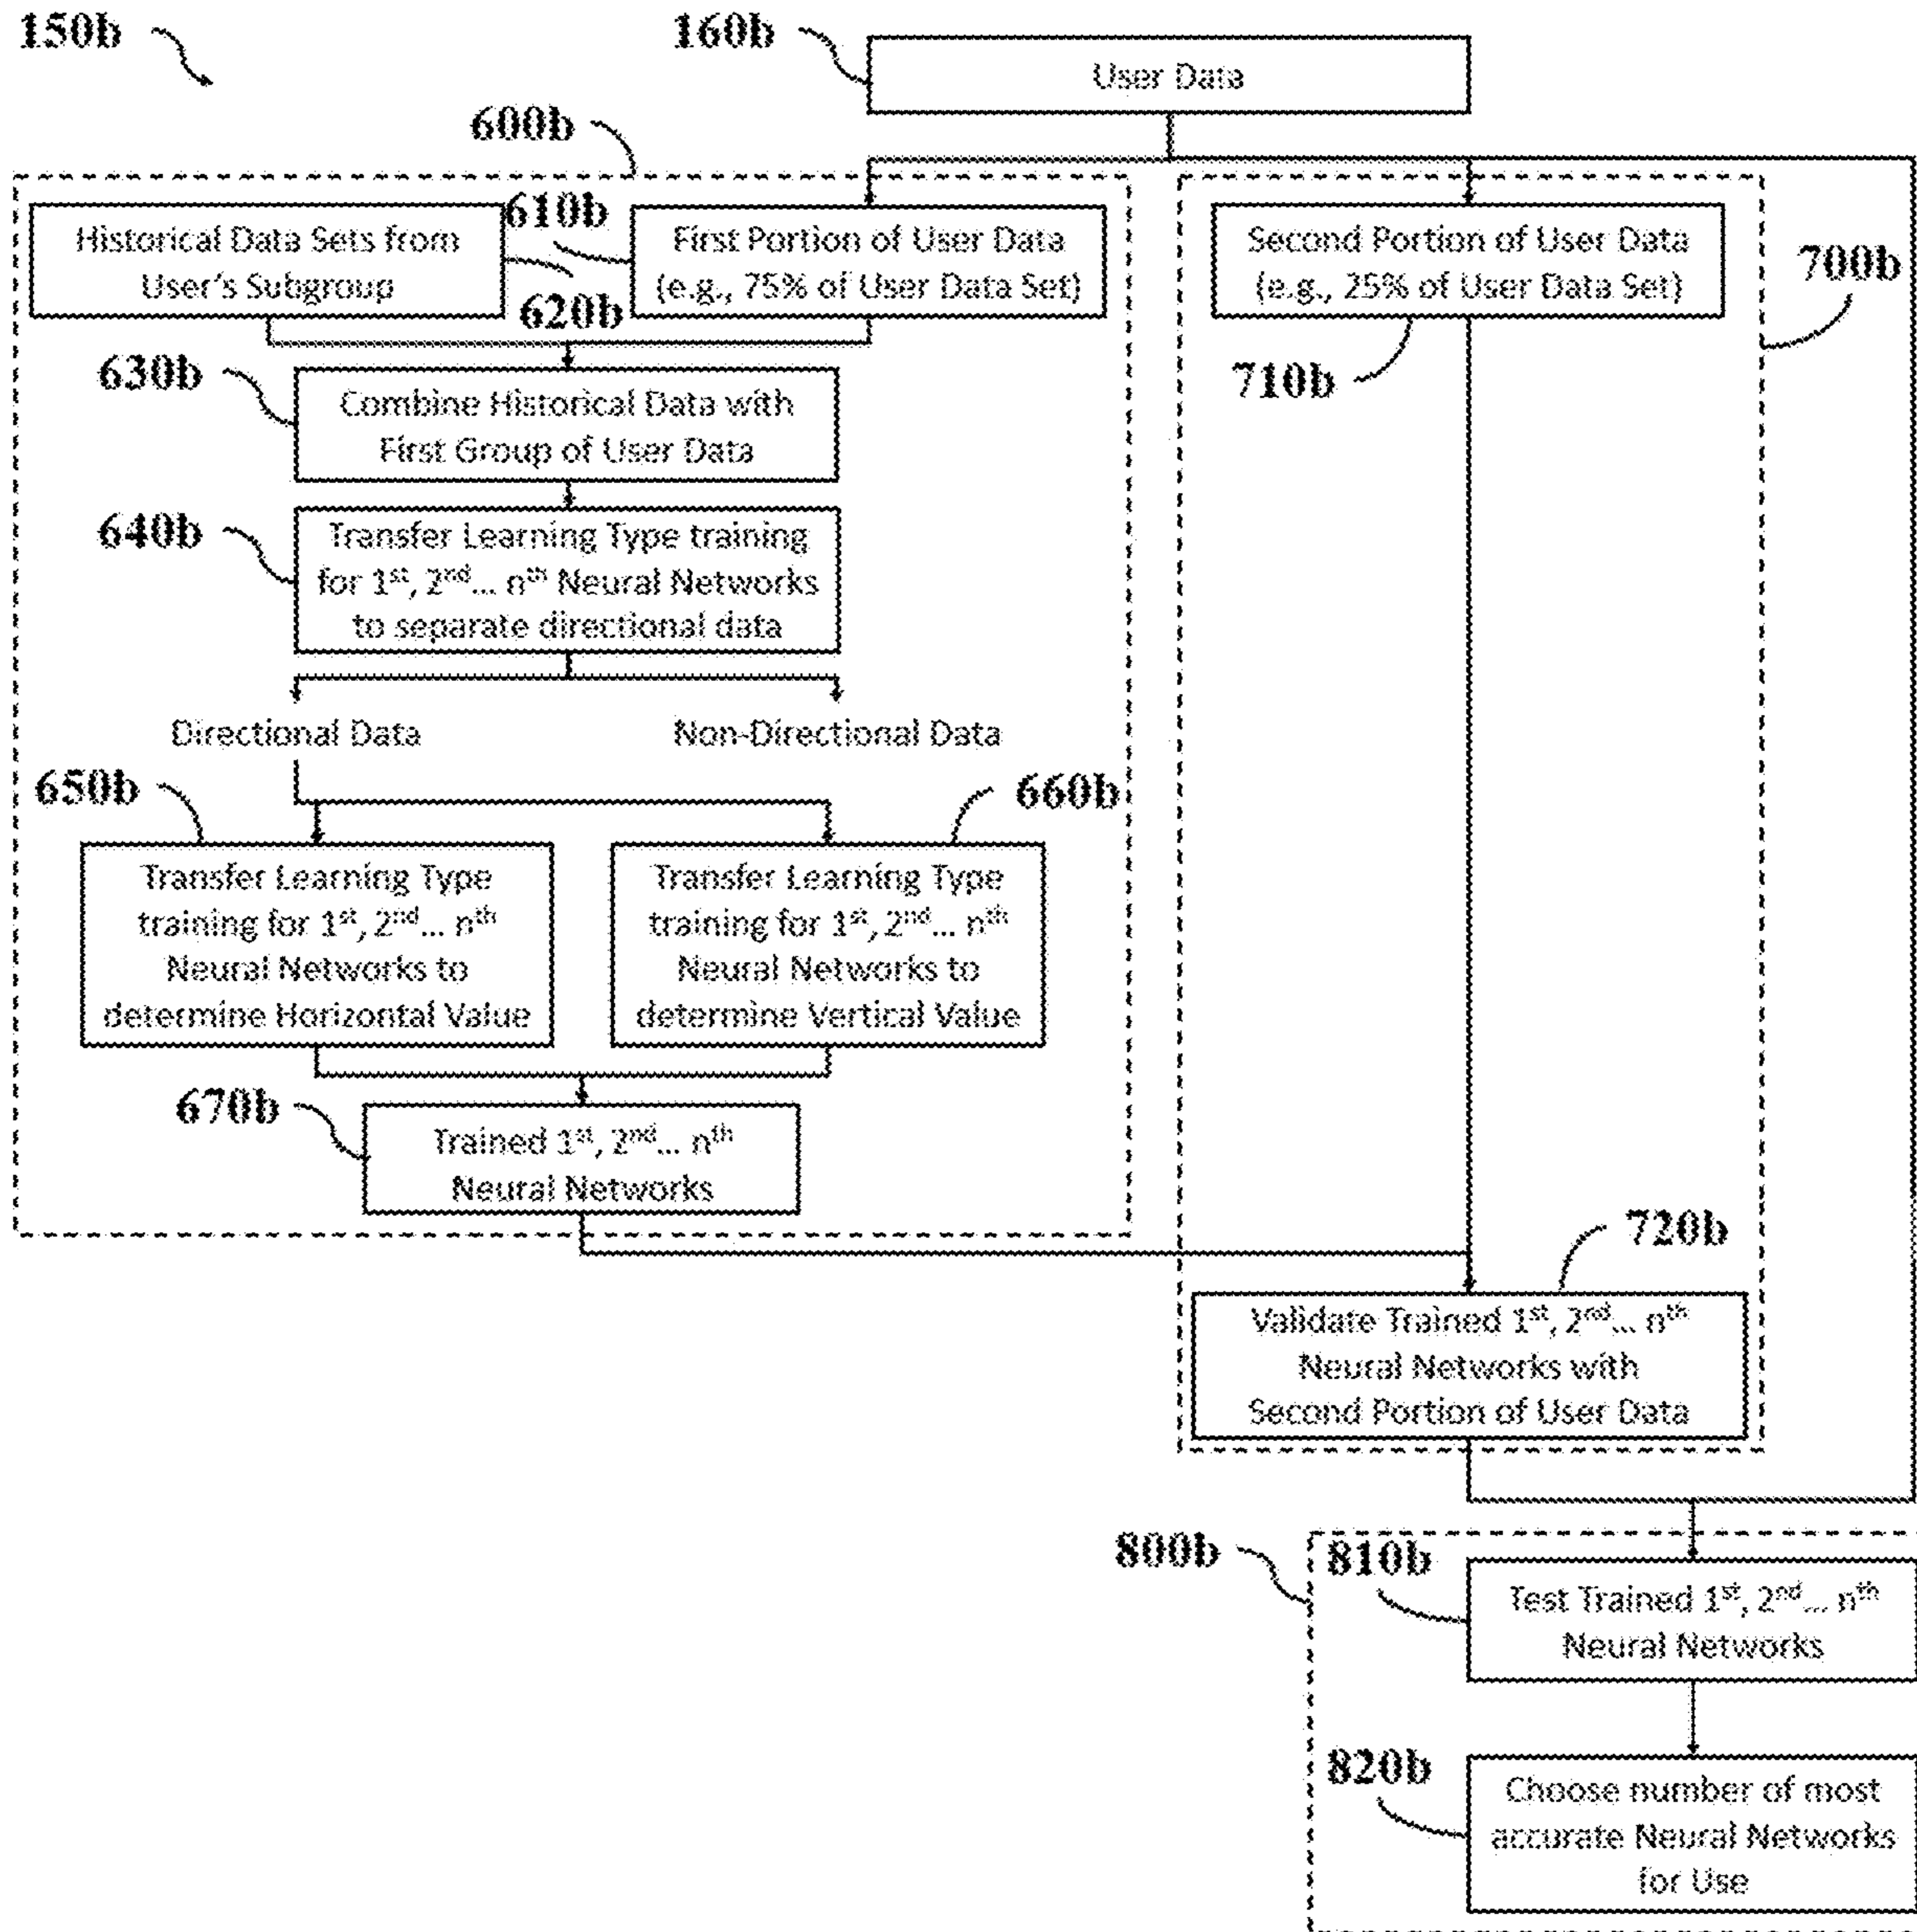 150b
160b
User Data
600b
Historical Data Sets from
User's Subgroup
610b
620b
First Portion of User Data
(e.g., 75% of User Data Set)
Second Portion of User Data
(e.g., 25% of User Data Set)
700b
710b
630b
Combine Historical Data with
First Group of User Data
640b
Transfer Learning Type training
for 1st, 2nd... nth Neural Networks
to separate directional data
Directional Data
Non-Directional Data
650b
660b
Transfer Learning Type
training for 1st, 2nd... nth
Neural Networks to
determine Horizontal Value
Transfer Learning Type
training for 1st, 2nd... nth
Neural Networks to
determine Vertical Value
670b
Trained 1st, 2nd... nth
Neural Networks
720b
Validate Trained 1st, 2nd... nth
Neural Networks with
Second Portion of User Data
800b
810b
Test Trained 1st, 2nd... nth
Neural Networks
820b
Choose number of most
accurate Neural Networks
for Use